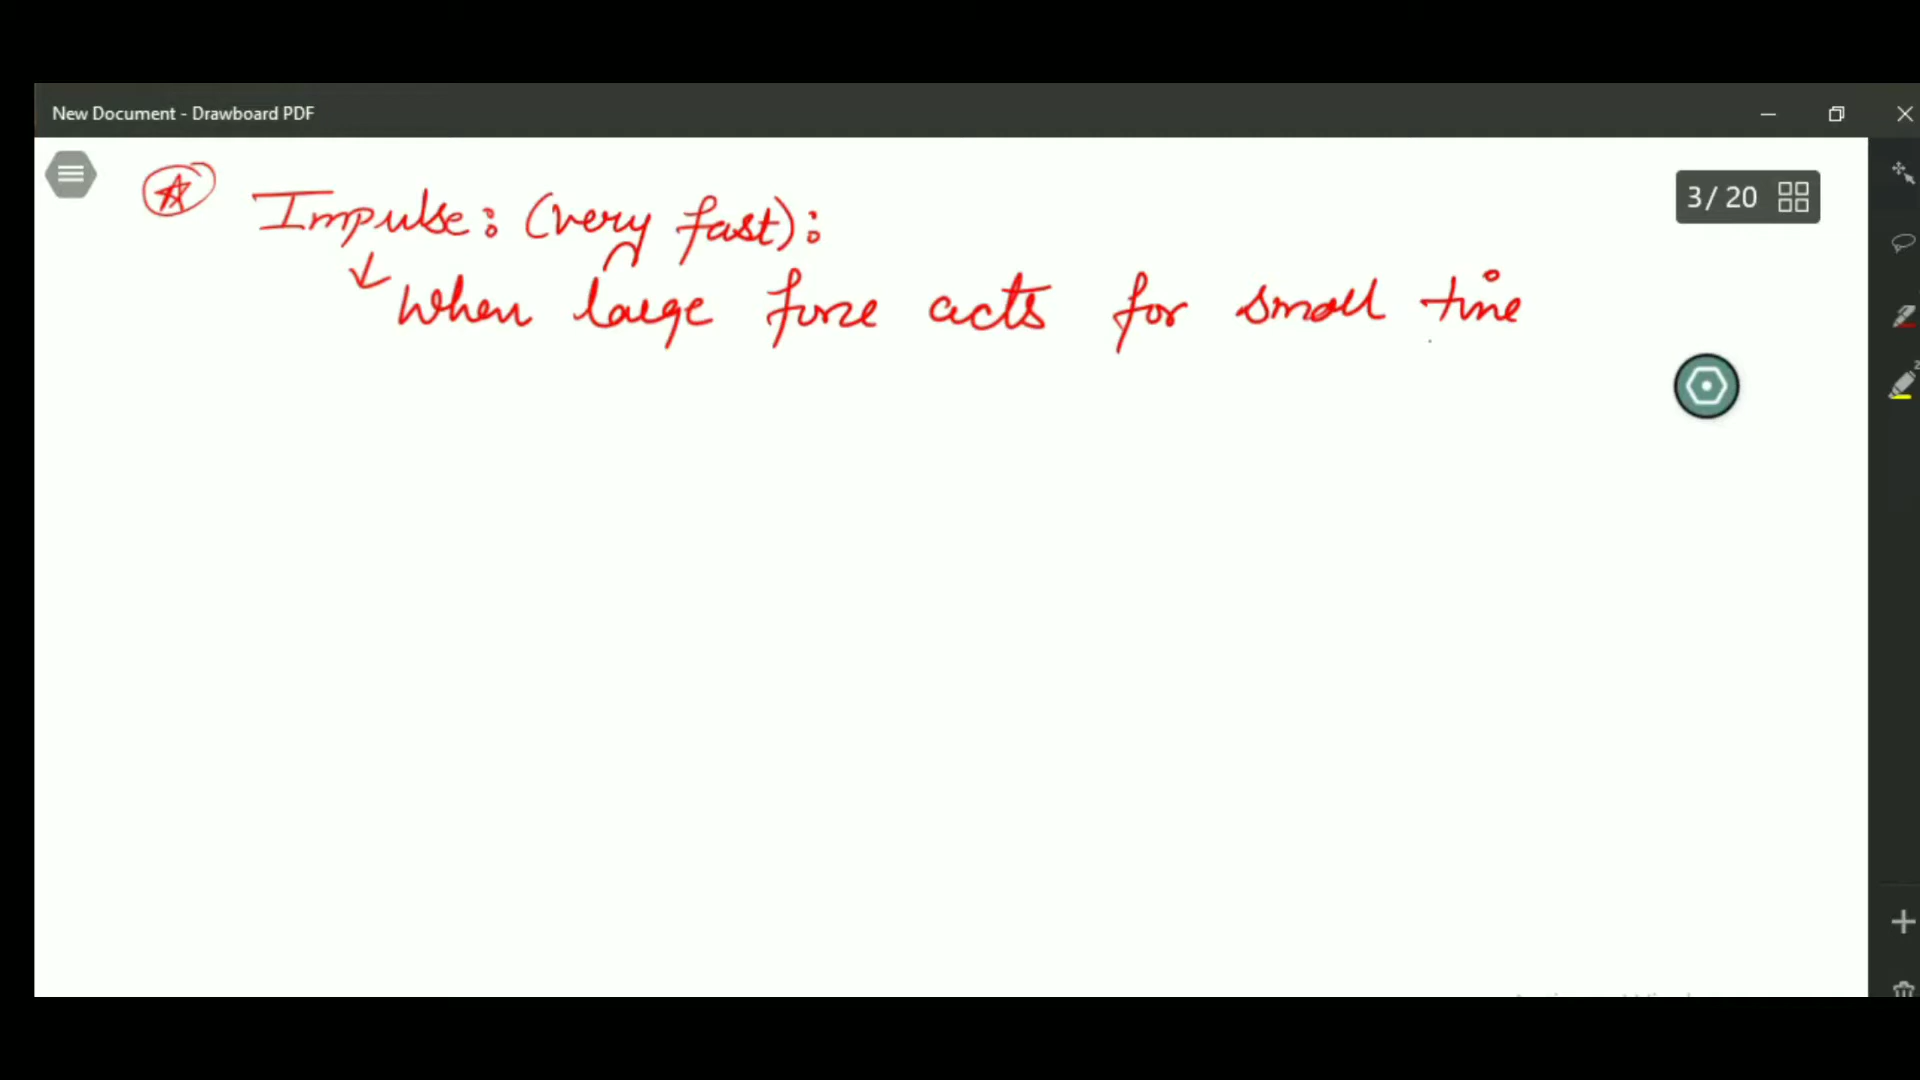 New Document - Drawboard PDF
3/ 20
Impulse: (very fast):
When large force acts for small time